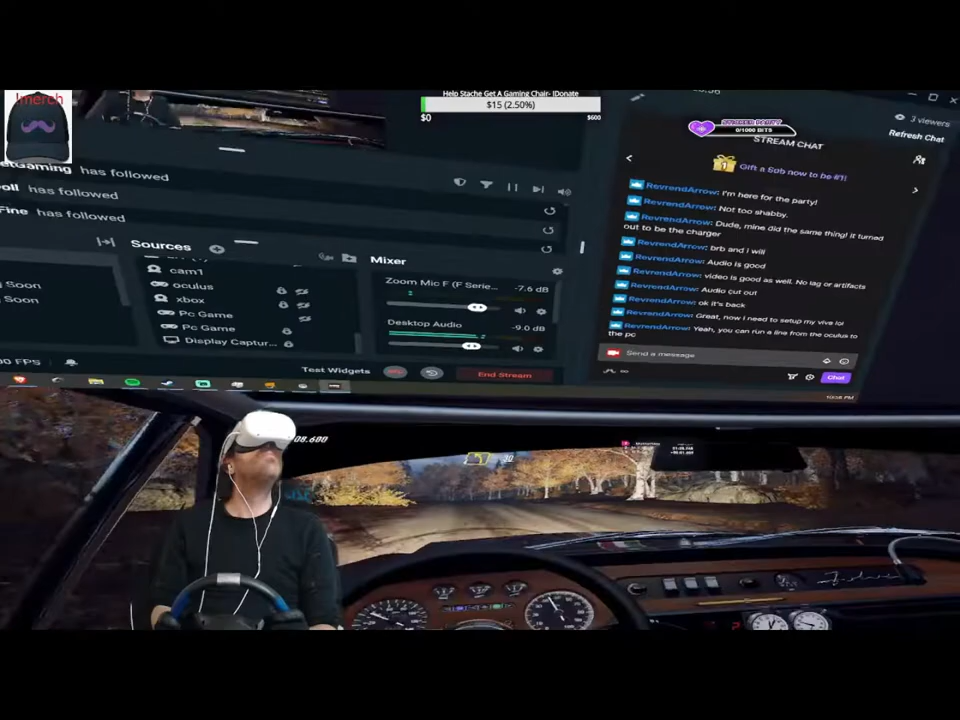 !merch
Help Stache Get A Gaming Chair- !Donate
$15 (2.50%)
$0
$600
has followed
has followed
Fine has followed
Sources
cam1
oculus
xbox
Pc Game
Pc Game
Display Captur...
Soon
Soon
FPS
Mixer
Zoom Mic F (F Serie...
-7.6 dB
Desktop Audio
-9.0 dB
Test Widgets
End Stream
3 viewers
Refresh Chat
0/1000 BITS
STREAM CHAT
Gift a Sub now to be #1!
RevrendArrow: I'm here for the party!
RevrendArrow: Not too shabby.
RevrendArrow: Dude, mine did the same thing! it turned
out to be the charger
RevrendArrow: brb and i will
RevrendArrow: Audio is good
RevrendArrow: video is good as well. No lag or artifacts
RevrendArrow: Audio cut out
RevrendArrow: ok it's back
RevrendArrow: Great, now I need to setup my vive lol
RevrendArrow: Yeah, you can run a line from the oculus to
the pc
Send a message
Chat
08.600